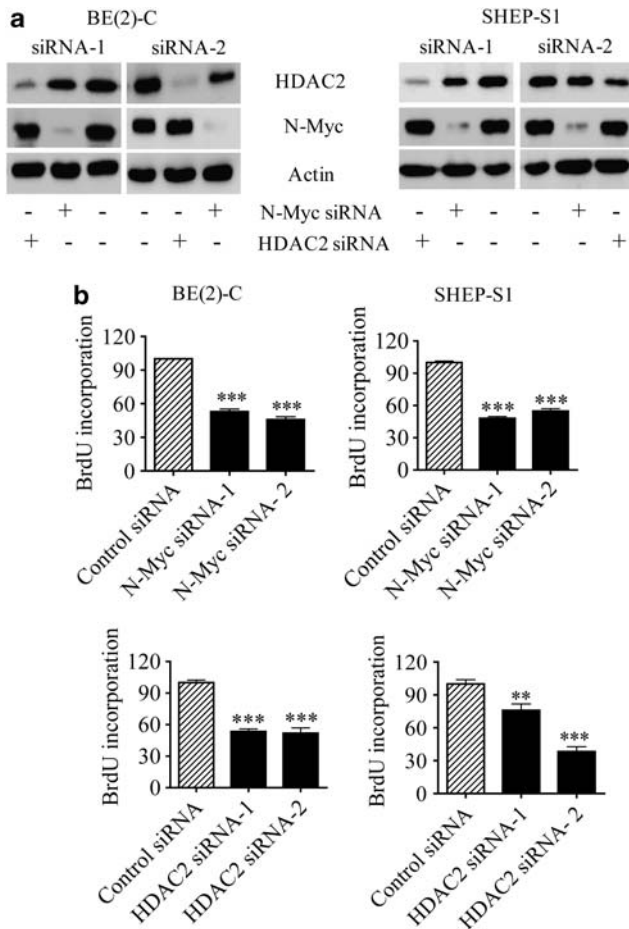 a
BE(2)-C SHEP-S1
siRNA-1 siRNA-2 siRNA-1 siRNA-2
HDAC2
N-Myc
Actin
- + - - - + N-Myc siRNA - + - - + -
+ - - - + - HDAC2 siRNA + - - - - +
b
BE(2)-C
BrdU incorporation
120
90
60
30
0
*** ***
Control siRNA
N-Myc siRNA-1
N-Myc siRNA- 2
SHEP-S1
BrdU incorporation
120
90
60
30
0
*** ***
Control siRNA
N-Myc siRNA-1
N-Myc siRNA-2
BrdU incorporation
120
90
60
30
0
*** ***
Control siRNA
HDAC2 siRNA-1
HDAC2 siRNA-2
BrdU incorporation
120
90
60
30
0
** ***
Control siRNA
HDAC2 siRNA-1
HDAC2 siRNA- 2